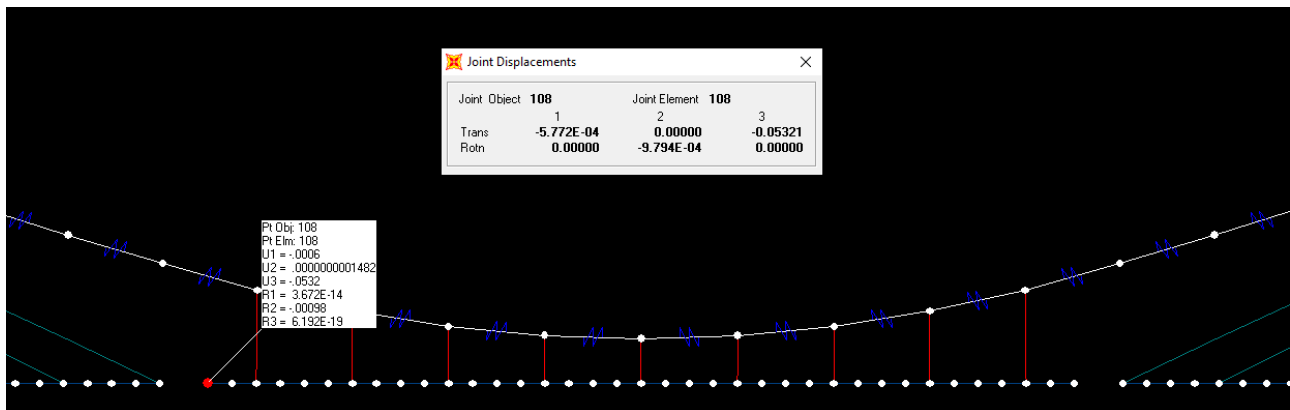 Joint Displacements
Joint Object 108 Joint Element 108
1 2 3
Trans -5.772E-04 0.00000 -0.05321
Rotn 0.00000 -9.794E-04 0.00000
Pt Obj: 108
Pt Elm: 108
U1 = -.0006
U2 = .0000000001482
U3 = -.0532
R1 = 3.672E-14
R2 = -.00098
R3 = 6.192E-19